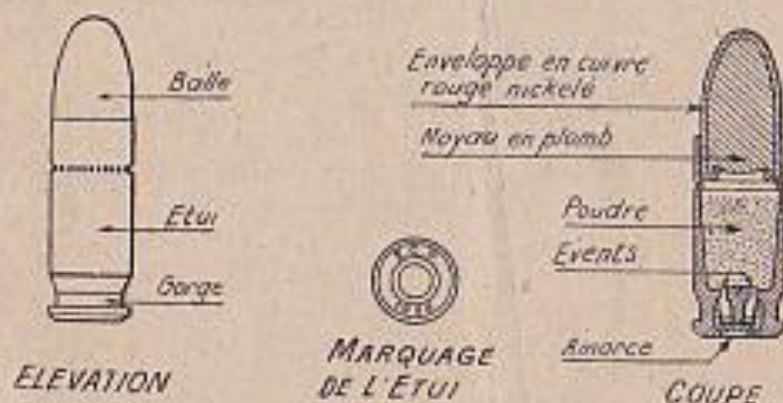 Balle
Etui
Gorge
ELEVATION
MARQUAGE
DE L'ETUI
Enveloppe en cuivre
rouge nickelé
Noyau en plomb
Poudre
Events
Amorce
COUPE